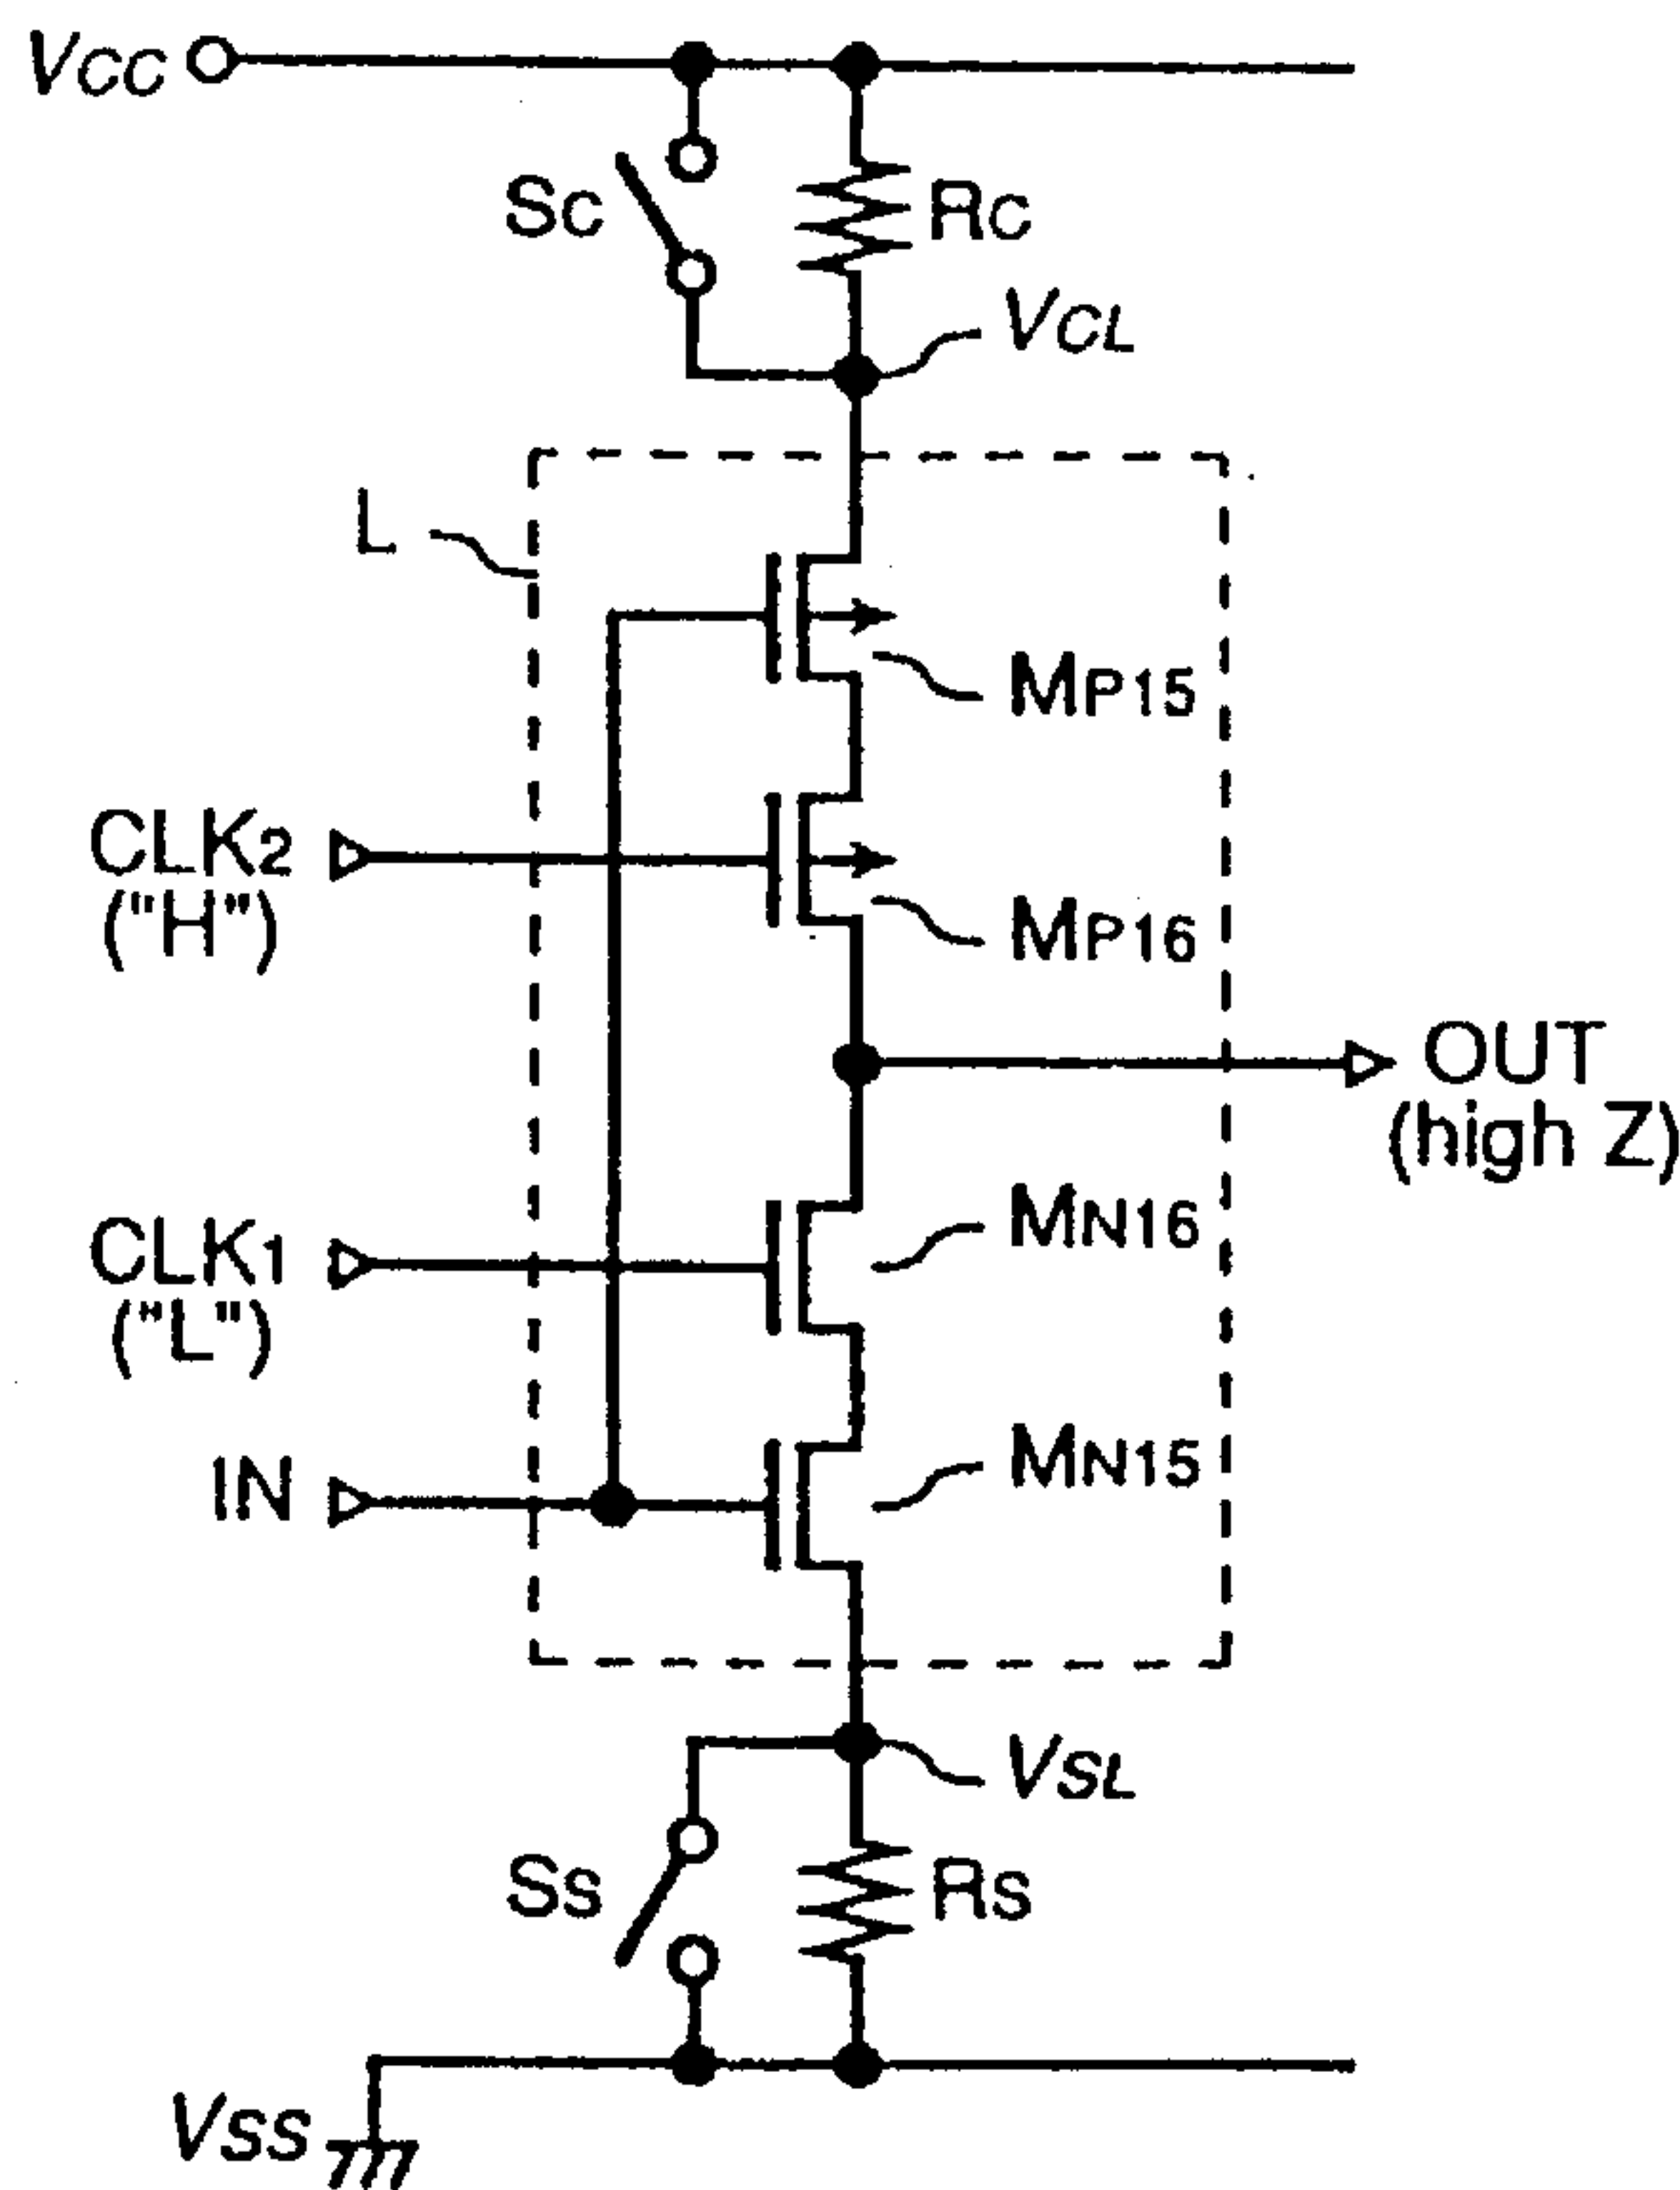 VCC
SC
RC
VCL
L
MP15
CLK2
("H")
MP16
OUT
(high Z)
MN16
CLK1
("L")
MN15
IN
VSL
SS
RS
VSS